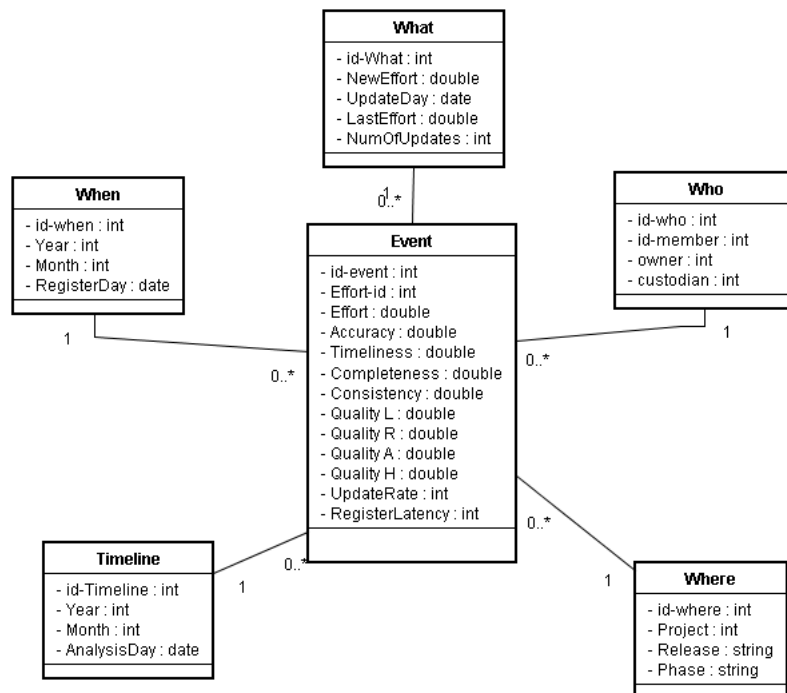 What
- id-What : int
- NewEffort : double
- UpdateDay : date
- LastEffort : double
- NumOfUpdates : int
1
0..*
When
- id-when : int
- Year : int
- Month : int
- RegisterDay : date
1
0..*
Who
- id-who : int
- id-member : int
- owner : int
- custodian : int
1
0..*
Event
- id-event : int
- Effort-id : int
- Effort : double
- Accuracy : double
- Timeliness : double
- Completeness : double
- Consistency : double
- Quality L : double
- Quality R : double
- Quality A : double
- Quality H : double
- UpdateRate : int
- RegisterLatency : int
0..*
1
0..*
1
Timeline
- id-Timeline : int
- Year : int
- Month : int
- AnalysisDay : date
Where
- id-where : int
- Project : int
- Release : string
- Phase : string